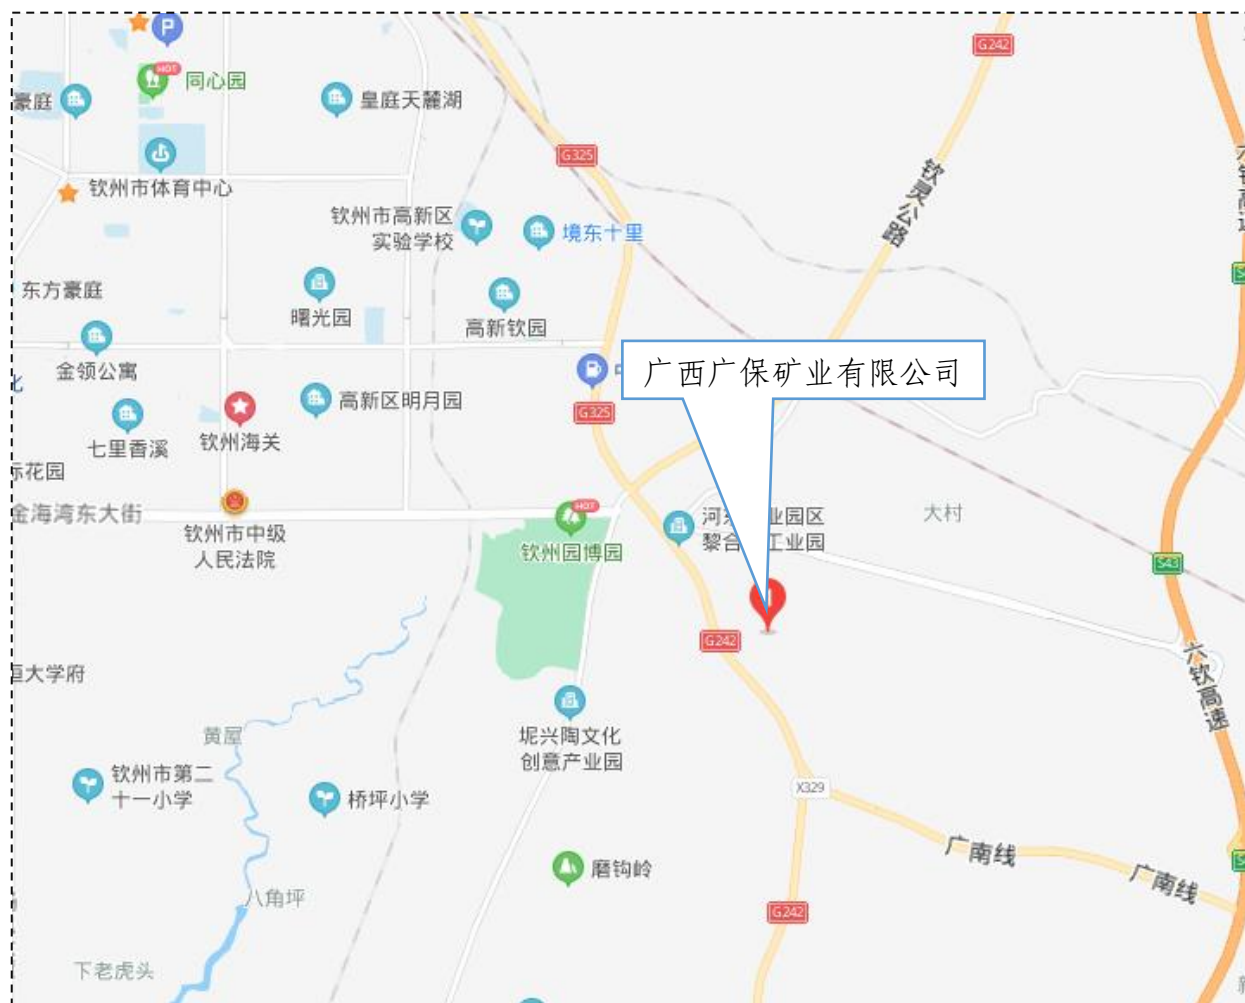 P
G242
HOT
同心园
豪庭
皇庭天麓湖
G325
钦州市体育中心
钦灵公路
钦州市高新区
实验学校
境东十里
东方豪庭
曙光园
高新钦园
金领公寓
广西广保矿业有限公司
高新区明月园
G325
七里香溪
钦州海关
花园
金海湾东大街
HOT
钦州市中级
人民法院
钦州园博园
业园区
黎合
工业园
大村
S43
G242
六钦高速
大学府
黄屋
坭兴陶文化
创意产业园
钦州市第二
十一小学
桥坪小学
X329
广南线
广南线
磨钩岭
八角坪
G242
下老虎头